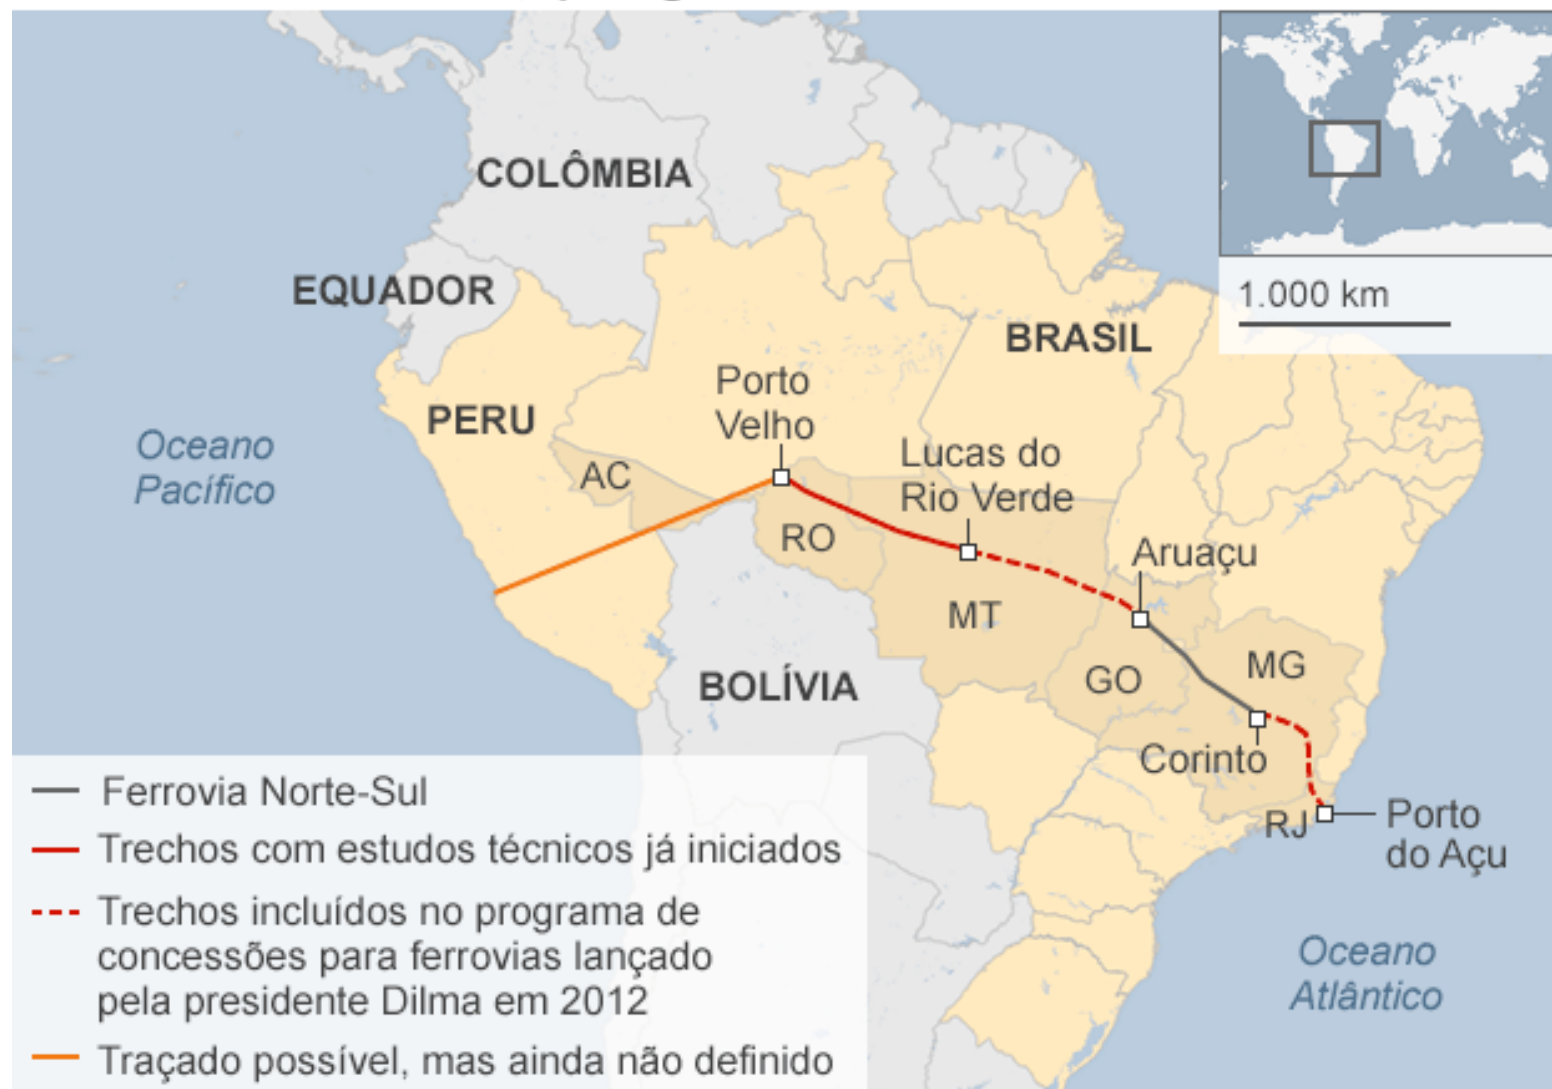 COLÔMBIA
EQUADOR
1.000 km
BRASIL
Porto
Velho
PERU
Oceano
Pacífico
Lucas do
Rio Verde
AC
RO
Aruaçu
MT
MG
GO
BOLÍVIA
Corinto
RJ
Porto
do Açu
Oceano
Atlântico
Ferrovia Norte-Sul
Trechos com estudos técnicos já iniciados
Trechos incluídos no programa de
concessões para ferrovias lançado
pela presidente Dilma em 2012
Traçado possível, mas ainda não definido